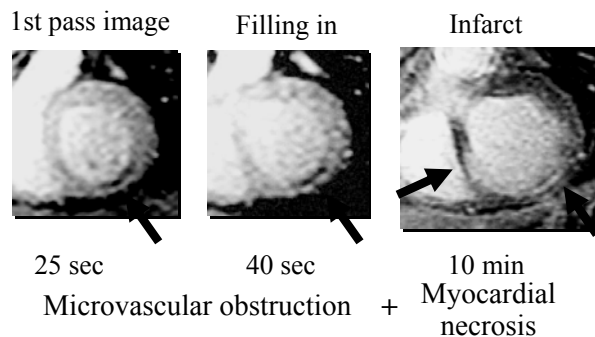 1st pass image Filling in Infarct
25 sec 40 sec 10 min
Microvascular obstruction + Myocardial
necrosis